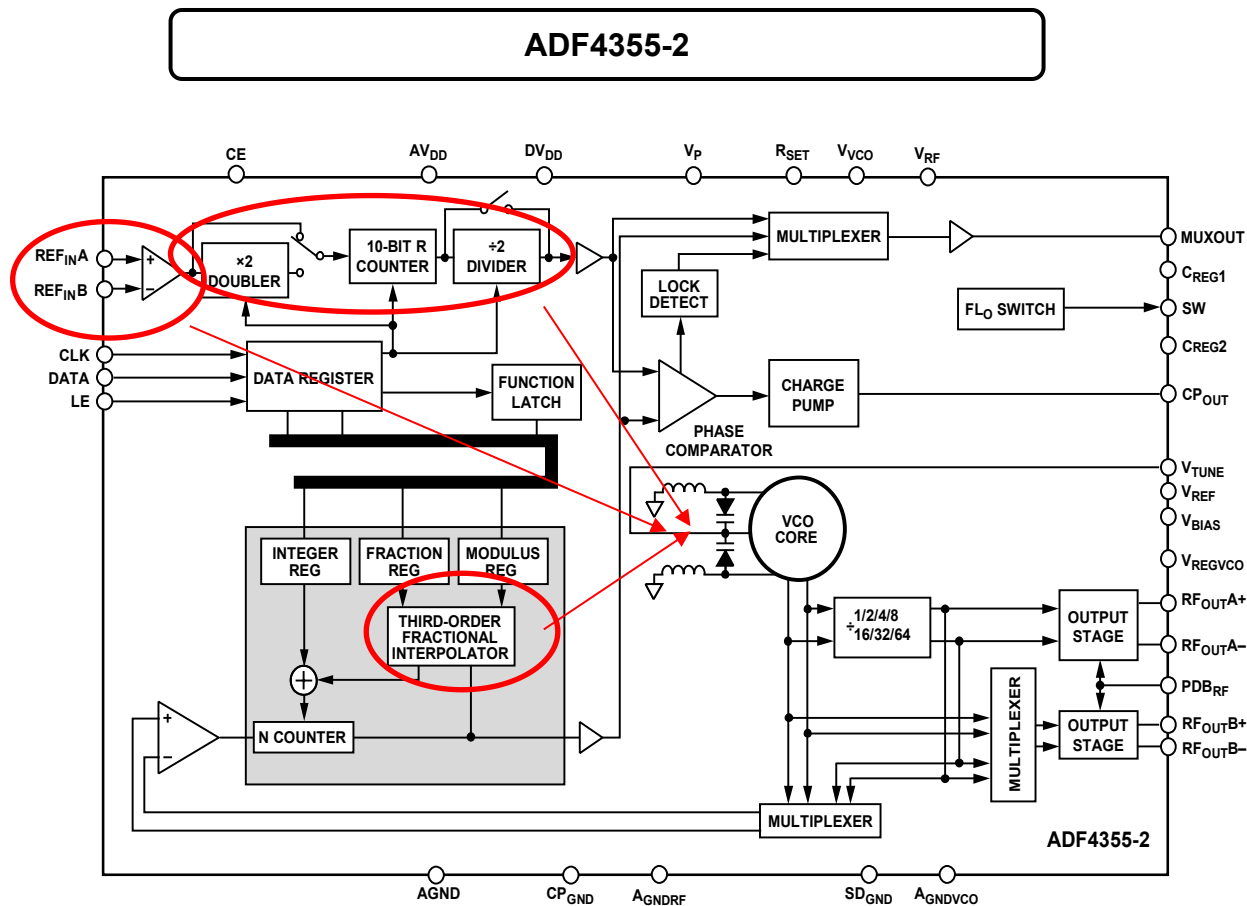 ADF4355-2
CE
AVDD
DVDD
VP
RSET
VVCO
VRF
REFINA
REFINB
+
−
×2
DOUBLER
10-BIT R
COUNTER
÷2
DIVIDER
MULTIPLEXER
MUXOUT
CREG1
LOCK
DETECT
FLO SWITCH
SW
CREG2
CLK
DATA
LE
DATA REGISTER
FUNCTION
LATCH
CHARGE
PUMP
CPOUT
PHASE
COMPARATOR
VTUNE
VREF
VBIAS
VREGVCO
VCO
CORE
INTEGER
REG
FRACTION
REG
MODULUS
REG
THIRD-ORDER
FRACTIONAL
INTERPOLATOR
÷1/2/4/8
16/32/64
OUTPUT
STAGE
RFOUTA+
RFOUTA−
PDBRF
+
−
N COUNTER
MULTIPLEXER
OUTPUT
STAGE
RFOUTB+
RFOUTB−
MULTIPLEXER
ADF4355-2
AGND
CPGND
AGNDRF
SDGND
AGNDVCO